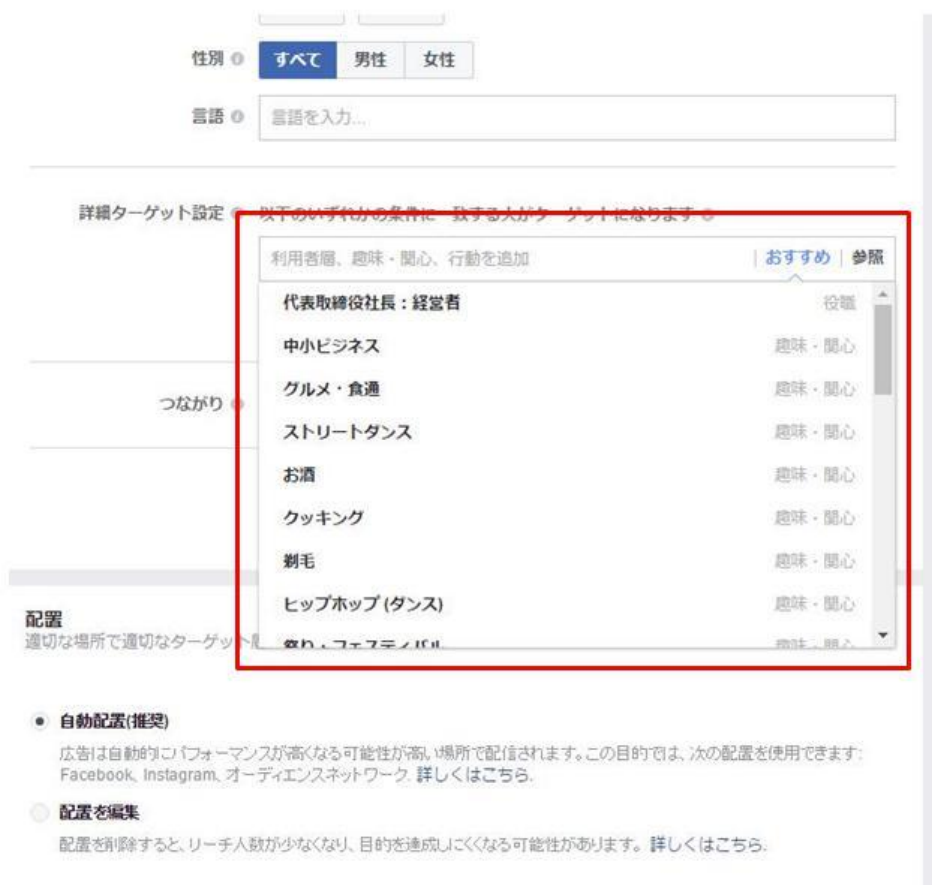 性別 すべて 男性 女性
言語 言語を入力...
詳細ターゲット設定 以下のいずれかの条件に一致する人がターゲットになります
利用者層、趣味・関心、行動を追加 | おすすめ | 参照
代表取締役社長：経営者 役職
中小ビジネス 趣味・関心
グルメ・食通 趣味・関心
つながり
ストリートダンス 趣味・関心
お酒 趣味・関心
クッキング 趣味・関心
剃毛 趣味・関心
ヒップホップ (ダンス) 趣味・関心
祭り・フェスティバル 趣味・関心
配置
適切な場所で適切なターゲット
自動配置(推奨)
広告は自動的にパフォーマンスが高くなる可能性が高い場所で配信されます。この目的では、次の配置を使用できます:
Facebook、Instagram、オーディエンスネットワーク. 詳しくはこちら.
配置を編集
配置を削除すると、リーチ人数が少なくなり、目的を達成しにくくなる可能性があります。詳しくはこちら.